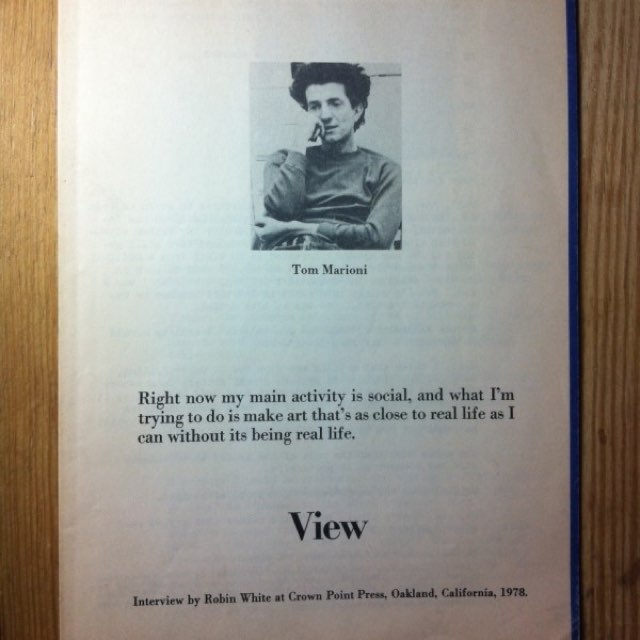 Tom Marioni
Right now my main activity is social, and what I'm
trying to do is make art that's as close to real life as I
can without its being real life.
View
Interview by Robin White at Crown Point Press, Oakland, California, 1978.